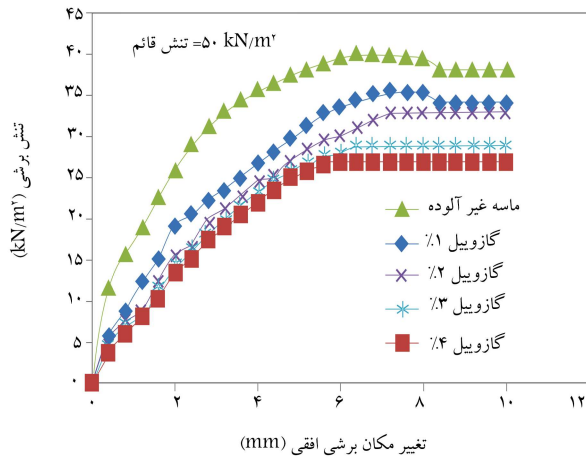 تنش قائم =۵۰ kN/m²
تنش برشی (kN/m²)
۴۵
۴۰
۳۵
۳۰
۲۵
۲۰
۱۵
۱۰
۵
۰
ماسه غیر آلوده
گازوییل ۱٪
گازوییل ۲٪
گازوییل ۳٪
گازوییل ۴٪
۰ ۲ ۴ ۶ ۸ ۱۰ ۱۲
تغییر مکان برشی افقی (mm)